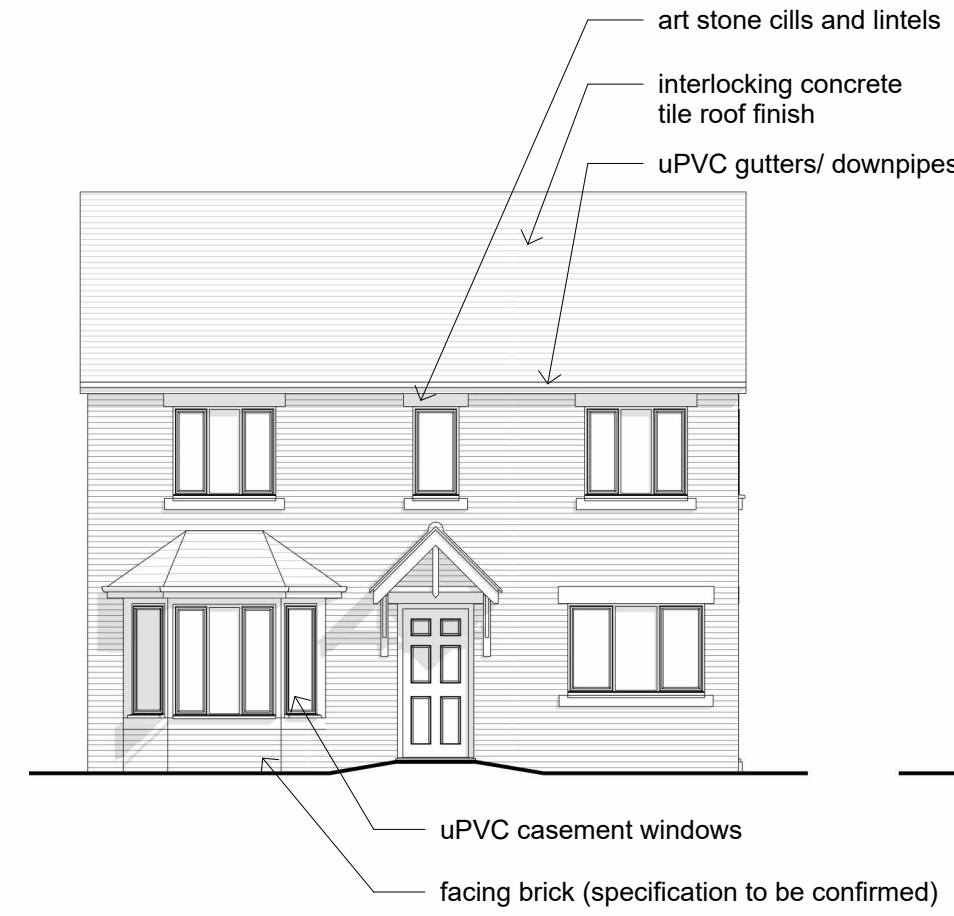 art stone cills and lintels
interlocking concrete
tile roof finish
uPVC gutters/ downpipes
uPVC casement windows
facing brick (specification to be confirmed)